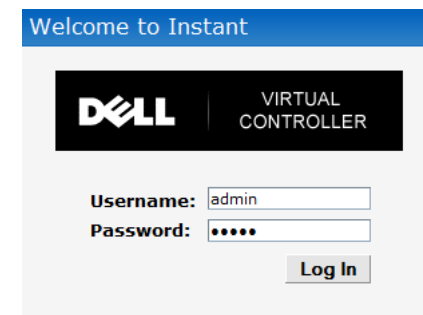 Welcome to Instant
DELL
VIRTUAL
CONTROLLER
Username: admin
Password: •••••
Log In